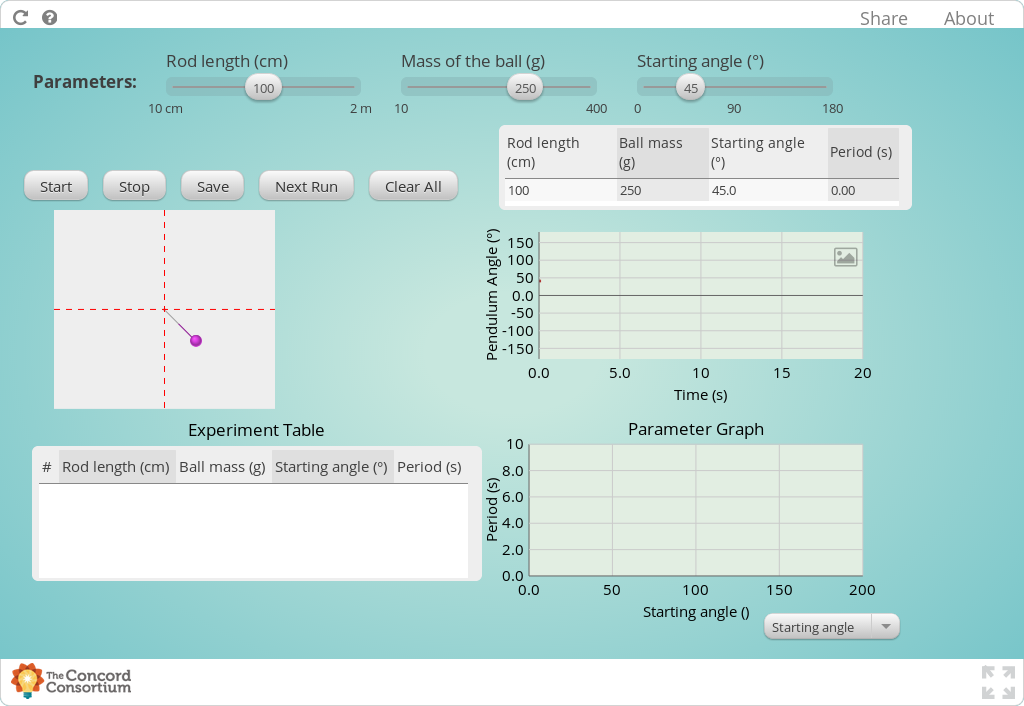 Share About
Parameters:
Rod length (cm)
100
10 cm 2 m
Mass of the ball (g)
250
10 400
Starting angle (°)
45
0 90 180
Rod length (cm) Ball mass (g) Starting angle (°) Period (s)
100 250 45.0 0.00
Start Stop Save Next Run Clear All
Pendulum Angle (°)
150
100
50
0.0
-50
-100
-150
0.0 5.0 10 15 20
Time (s)
Experiment Table
# Rod length (cm) Ball mass (g) Starting angle (°) Period (s)
Parameter Graph
Period (s)
10
8.0
6.0
4.0
2.0
0.0
0.0 50 100 150 200
Starting angle ()
Starting angle
The Concord
Consortium